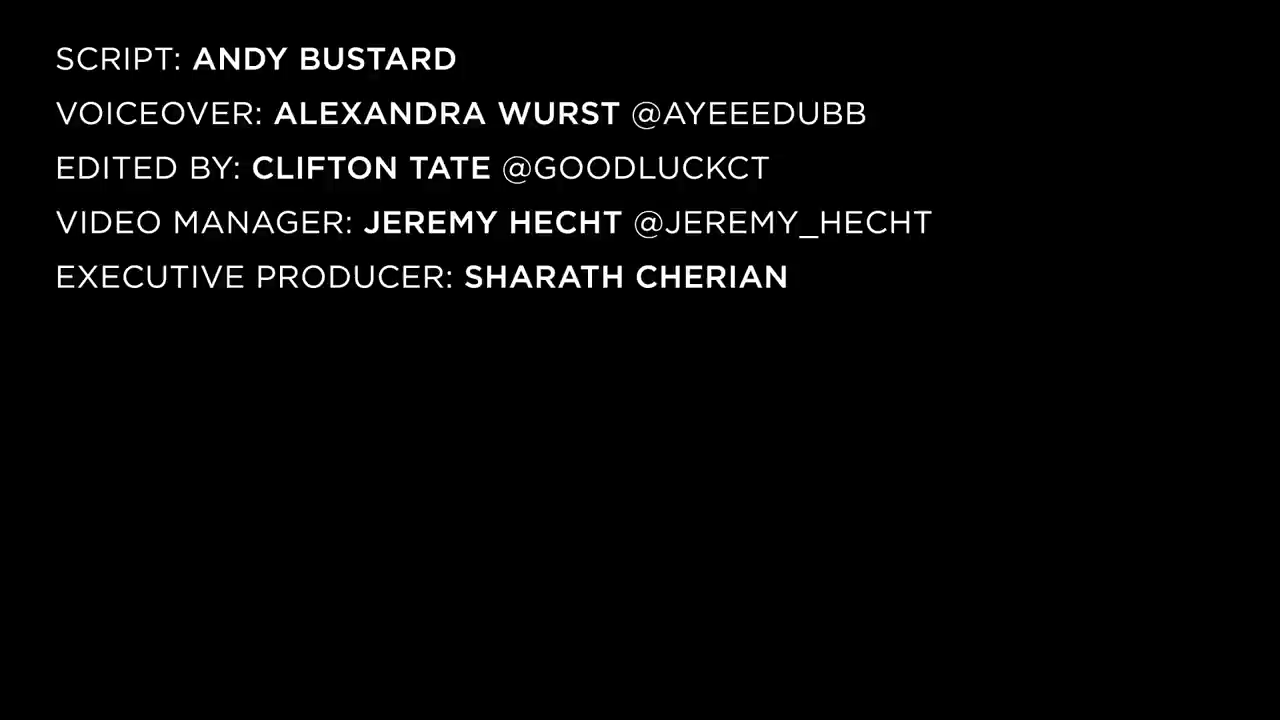 SCRIPT: ANDY BUSTARD
VOICEOVER: ALEXANDRA WURST @AYEEEDUBB
EDITED BY: CLIFTON TATE @GOODLUCKCT
VIDEO MANAGER: JEREMY HECHT @JEREMY_HECHT
EXECUTIVE PRODUCER: SHARATH CHERIAN